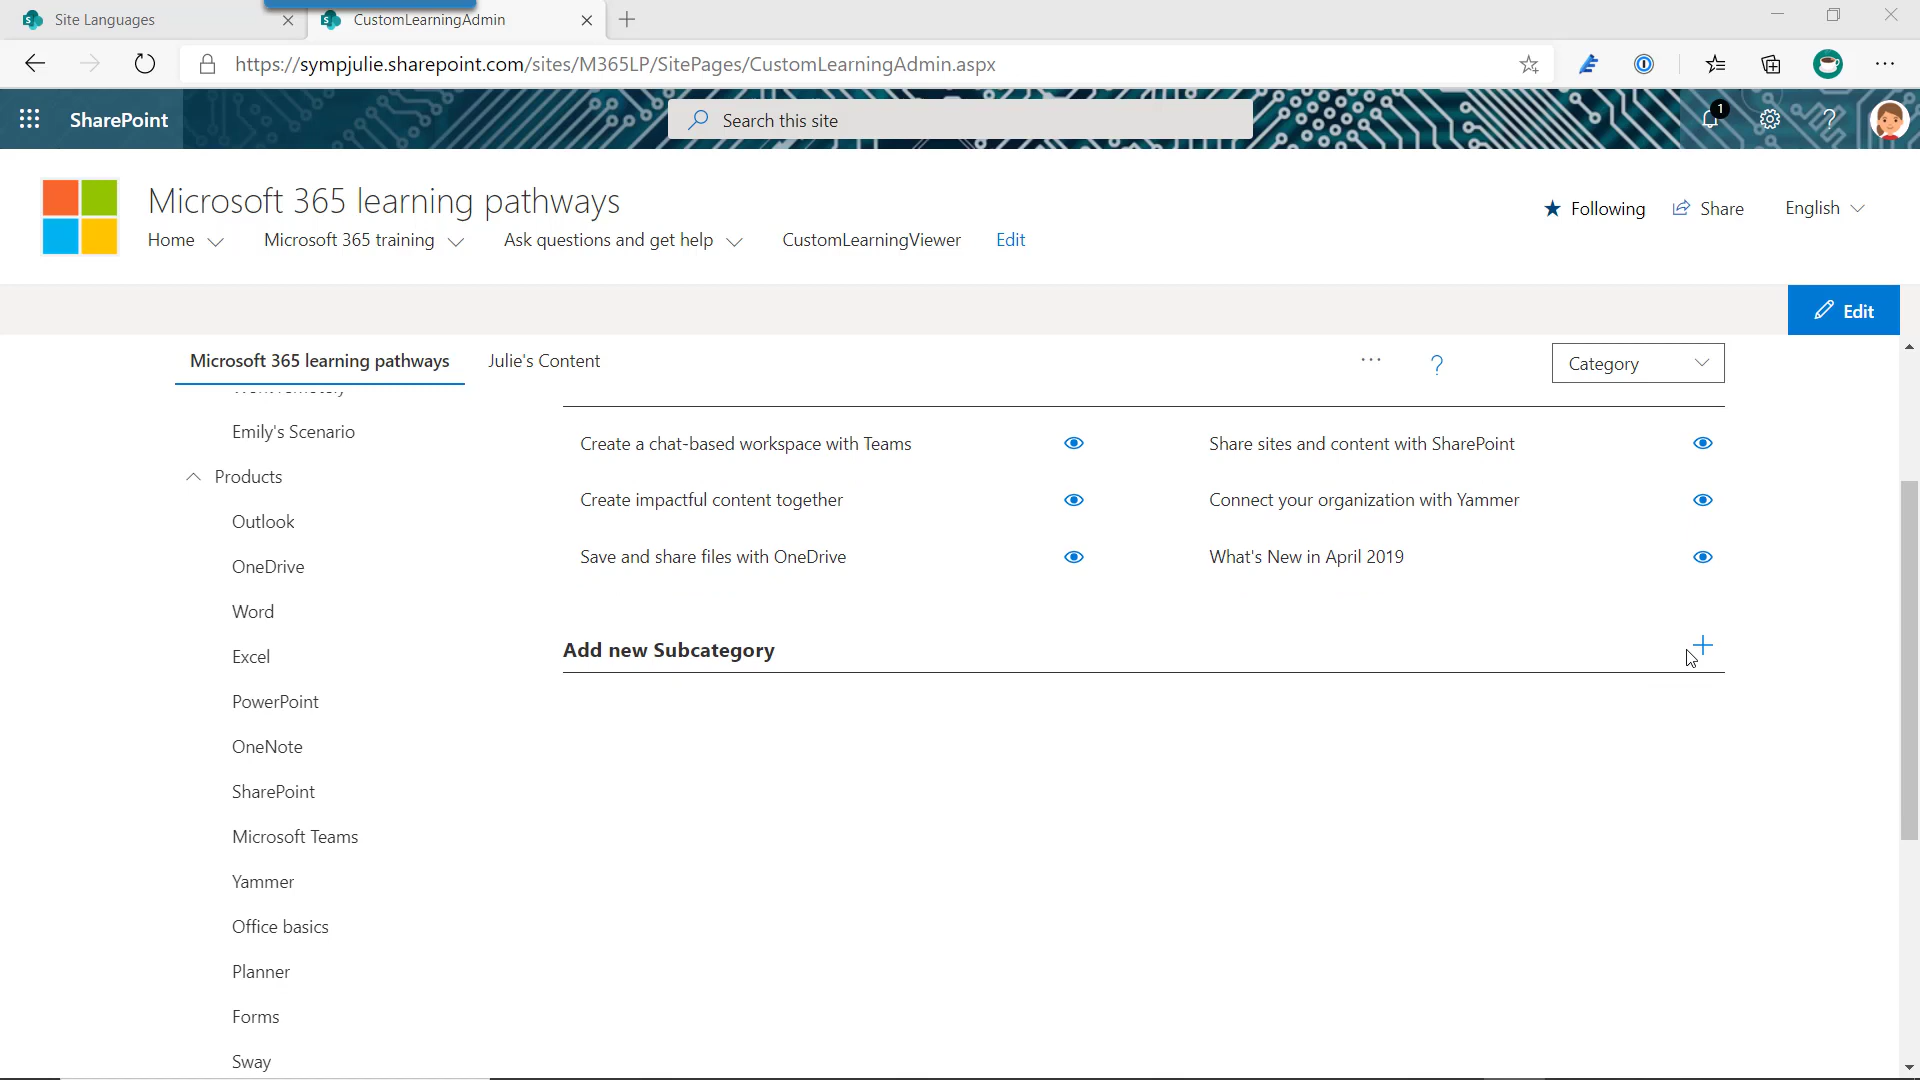 Site Languages
CustomLearningAdmin
https://sympjulie.sharepoint.com/sites/M365LP/SitePages/CustomLearningAdmin.aspx
SharePoint
Search this site
1
Microsoft 365 learning pathways
Following
Share
English
Home
Microsoft 365 training
Ask questions and get help
CustomLearningViewer
Edit
Edit
Microsoft 365 learning pathways
Julie's Content
?
Category
Emily's Scenario
Create a chat-based workspace with Teams
Share sites and content with SharePoint
Products
Create impactful content together
Connect your organization with Yammer
Outlook
Save and share files with OneDrive
What's New in April 2019
OneDrive
Word
Add new Subcategory
Excel
PowerPoint
OneNote
SharePoint
Microsoft Teams
Yammer
Office basics
Planner
Forms
Sway